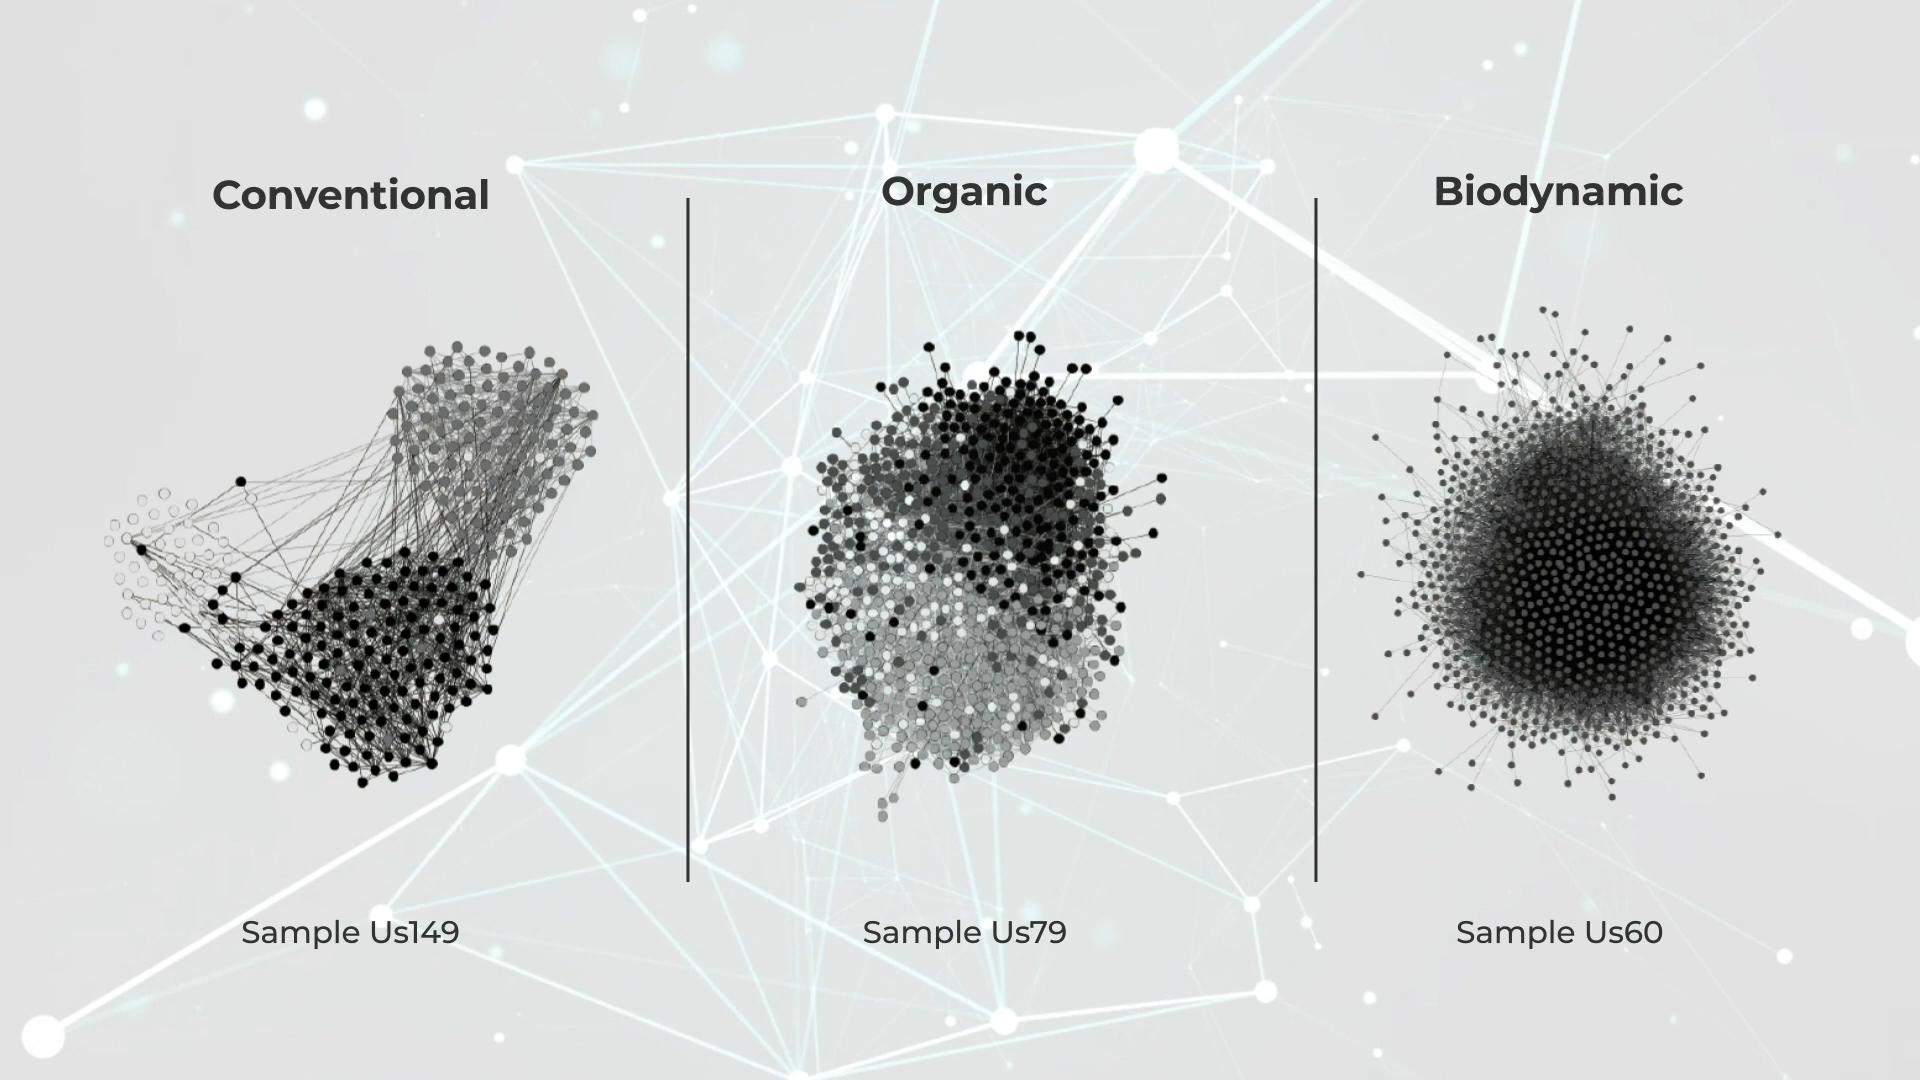 Conventional
Organic
Biodynamic
Sample Us149
Sample Us79
Sample Us60